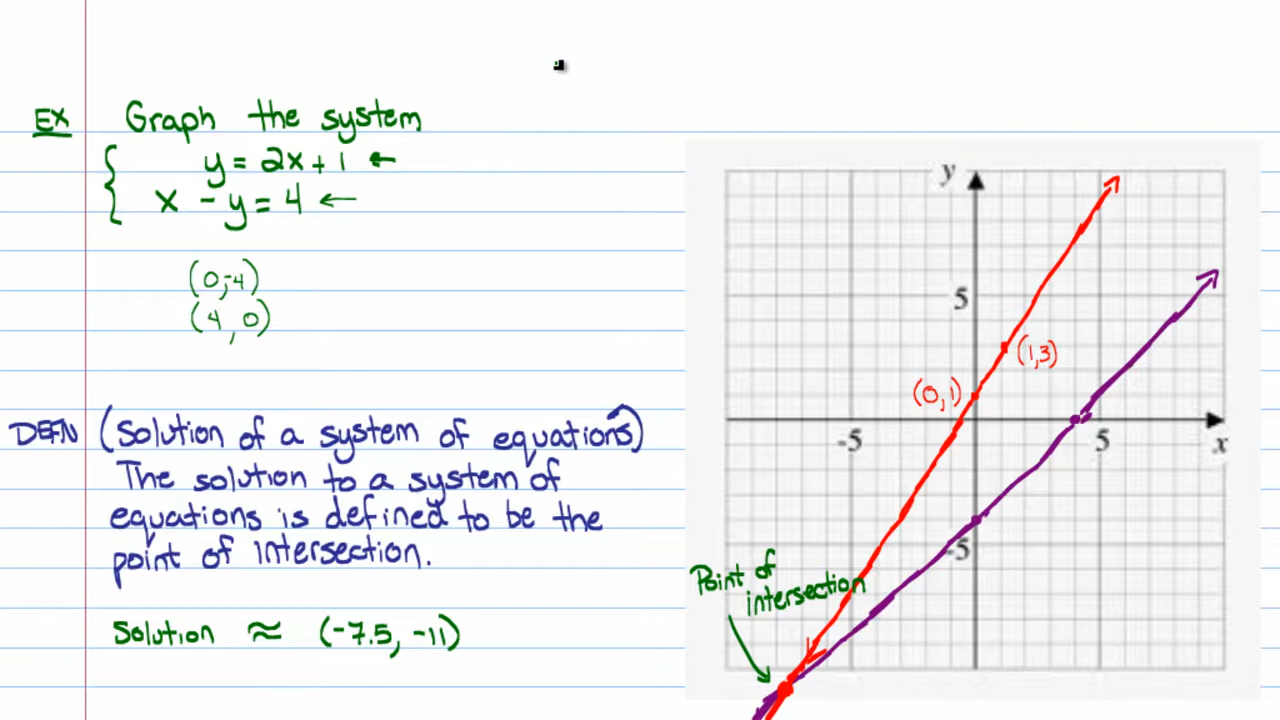 EX Graph the system
y = 2x + 1 ←
x - y = 4 ←
(0,-4)
(4, 0)
DEFN (Solution of a system of equations)
The solution to a system of
equations is defined to be the
point of intersection.
Solution ≈ (-7.5, -11)
y
5
(1,3)
(0,1)
-5
5
x
-5
Point of
intersection